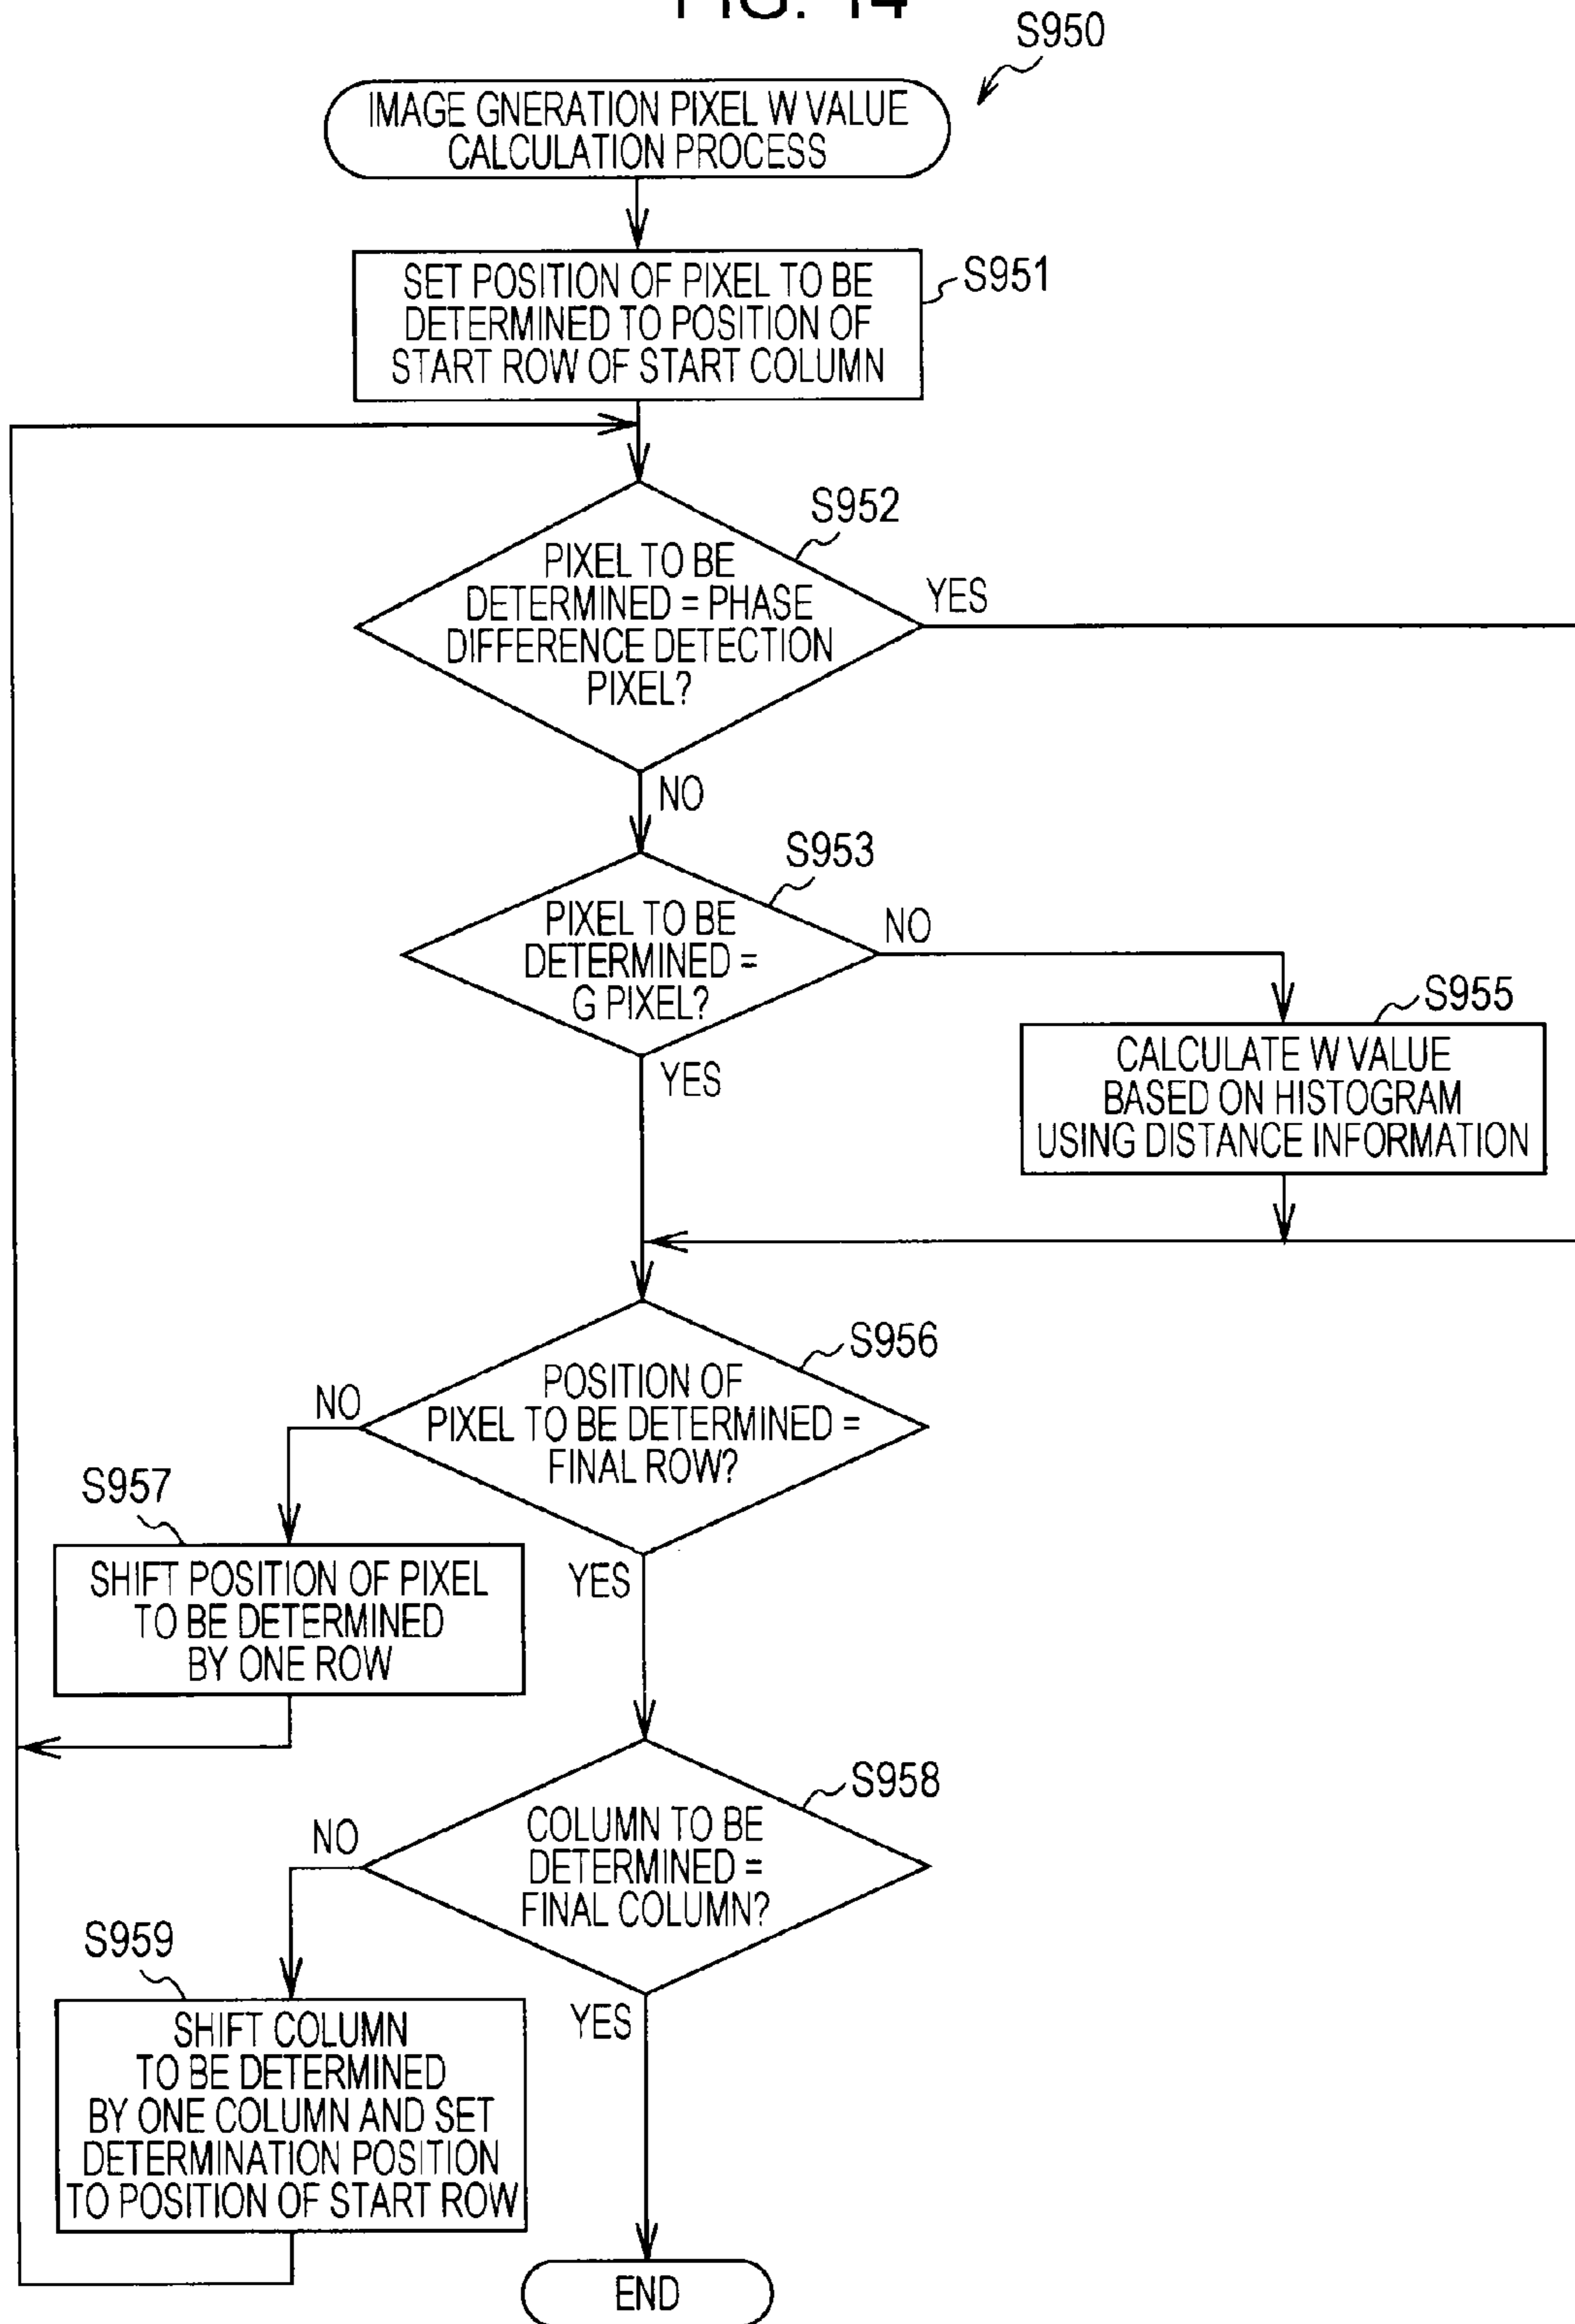 FIG. 14
S950
IMAGE GNERATION PIXEL W VALUE
CALCULATION PROCESS
SET POSITION OF PIXEL TO BE
DETERMINED TO POSITION OF
START ROW OF START COLUMN
S951
S952
PIXEL TO BE
DETERMINED = PHASE
DIFFERENCE DETECTION
PIXEL?
YES
NO
S953
PIXEL TO BE
DETERMINED =
G PIXEL?
NO
YES
S955
CALCULATE W VALUE
BASED ON HISTOGRAM
USING DISTANCE INFORMATION
S956
POSITION OF
PIXEL TO BE DETERMINED =
FINAL ROW?
NO
YES
S957
SHIFT POSITION OF PIXEL
TO BE DETERMINED
BY ONE ROW
S958
COLUMN TO BE
DETERMINED =
FINAL COLUMN?
NO
YES
S959
SHIFT COLUMN
TO BE DETERMINED
BY ONE COLUMN AND SET
DETERMINATION POSITION
TO POSITION OF START ROW
END